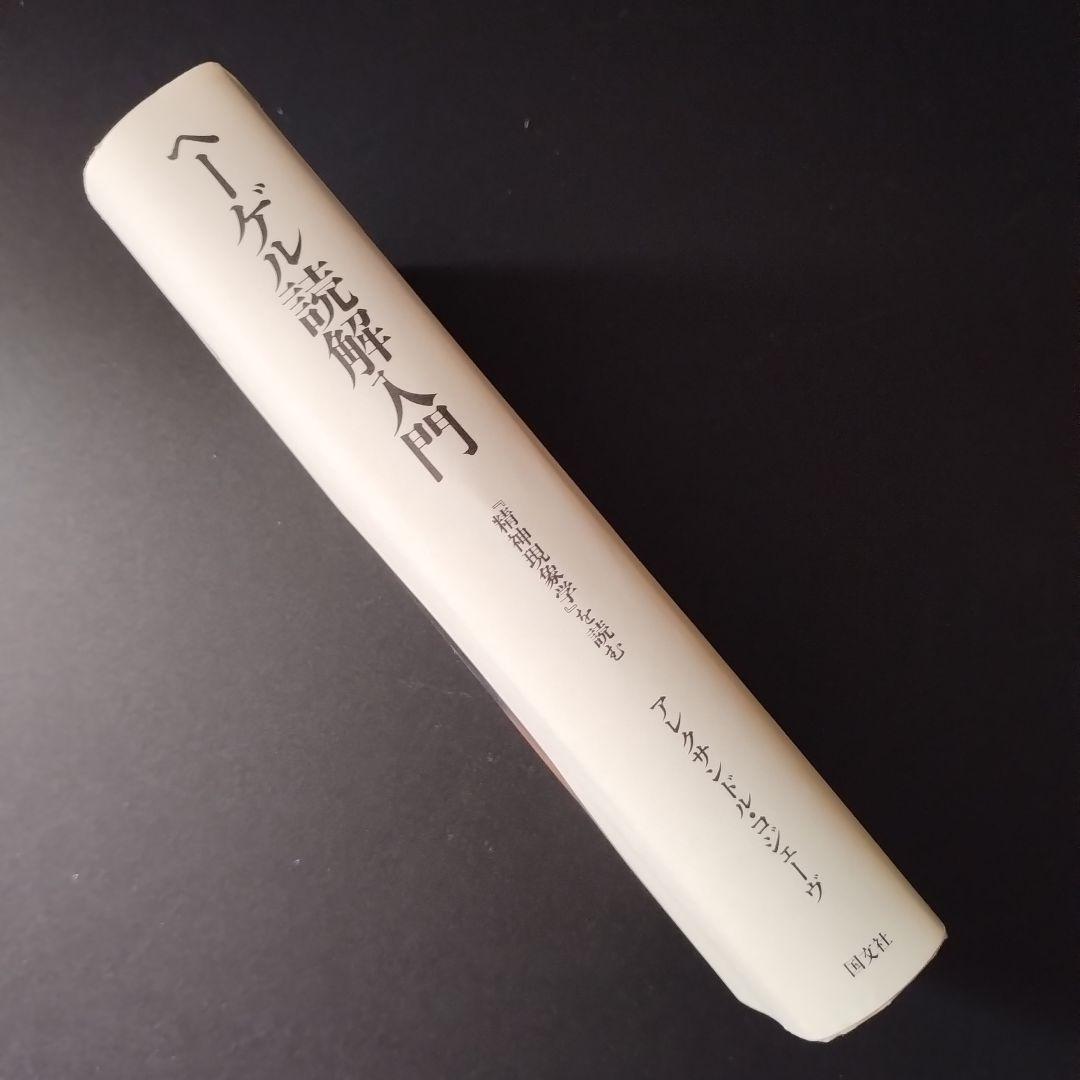 ヘーゲル読解入門
『精神現象学』を読む
アレクサンドル・コジェーヴ
国文社